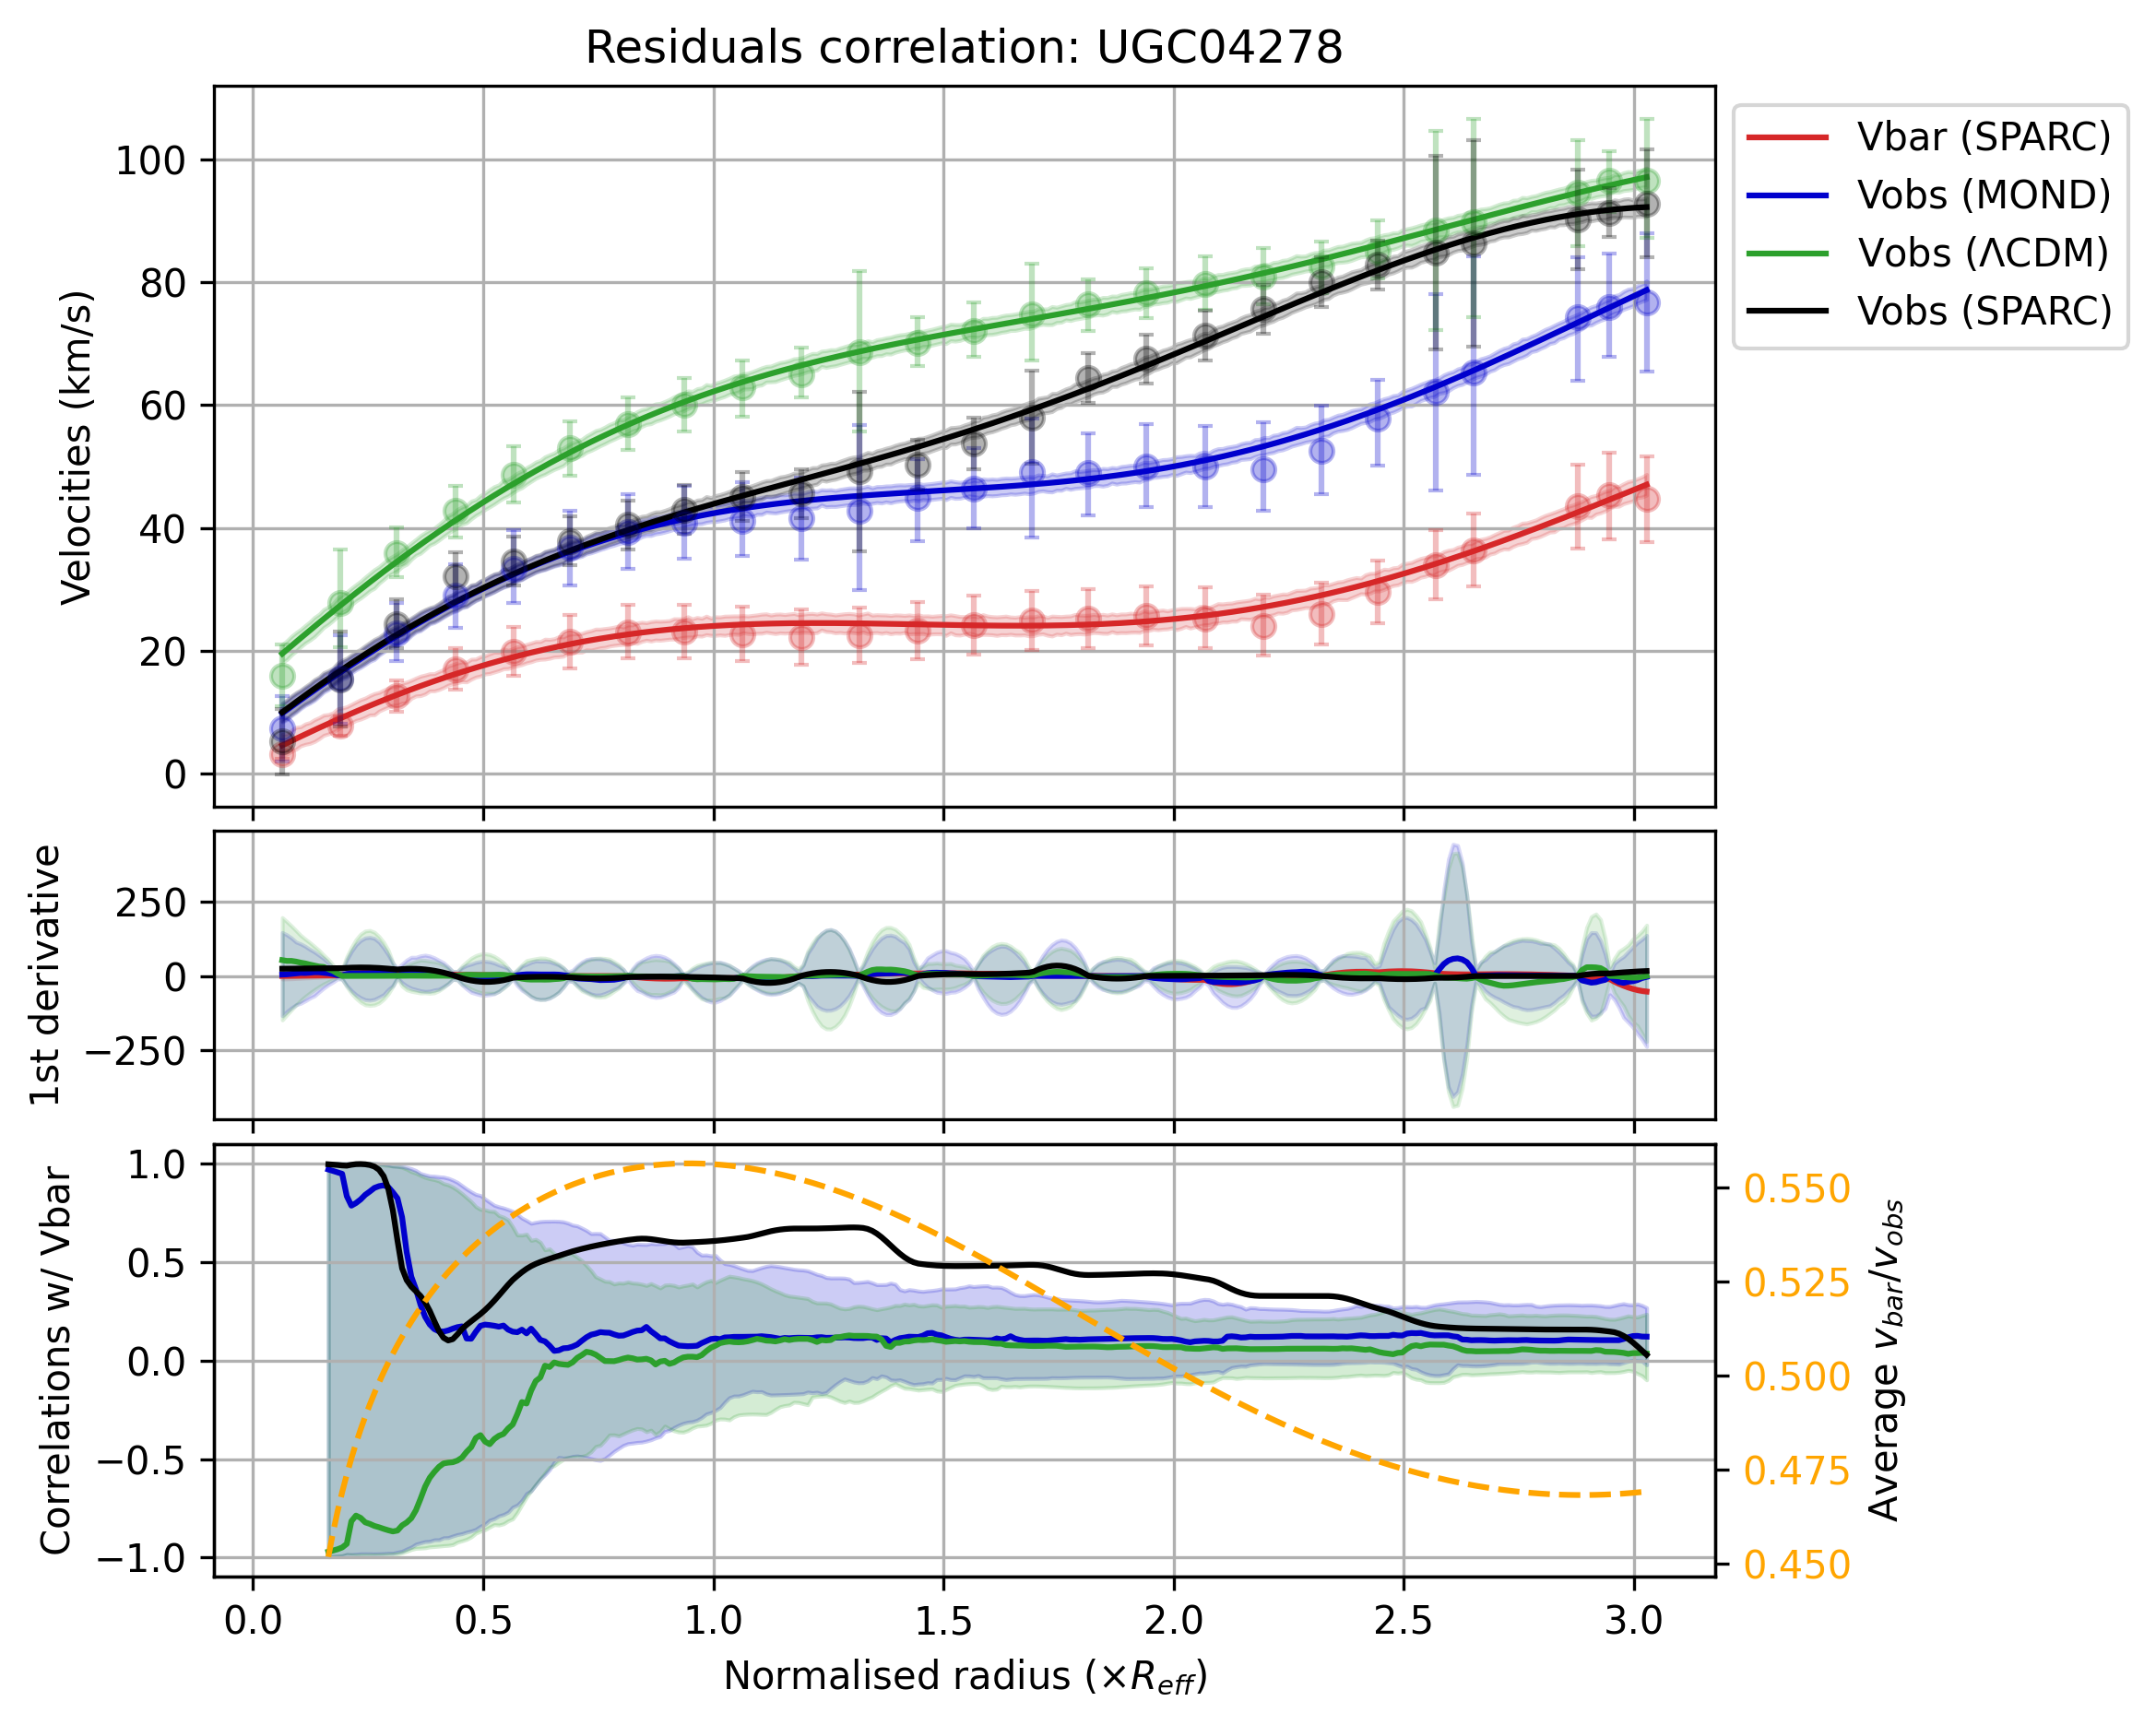 Residuals correlation: UGC04278
Velocities (km/s)
100
80
60
40
20
0
Vbar (SPARC)
Vobs (MOND)
Vobs (ΛCDM)
Vobs (SPARC)
1st derivative
250
0
−250
Correlations w/ Vbar
1.0
0.5
0.0
−0.5
−1.0
0.550
0.525
0.500
0.475
0.450
Average v_bar/v_obs
0.0 0.5 1.0 1.5 2.0 2.5 3.0
Normalised radius (×R_eff)